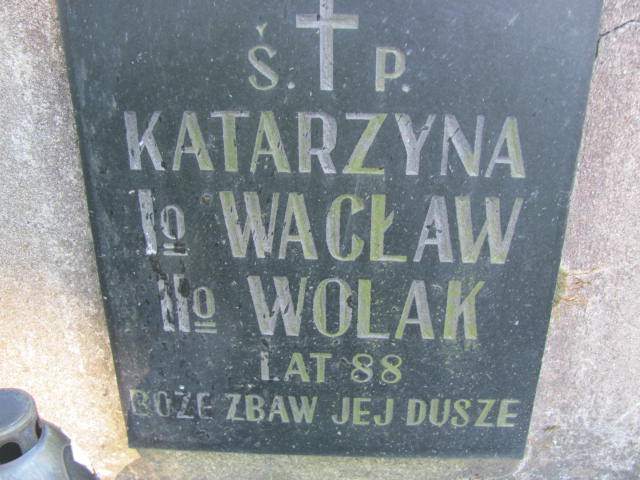 Ś. P.
KATARZYNA
Io WACŁAW
IIo WOLAK
LAT 88
BOŻE ZBAW JEJ DUSZE